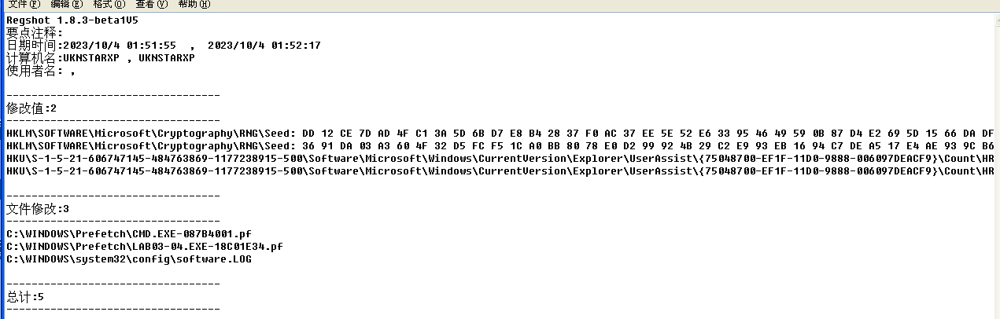 文件(F) 编辑(E) 格式(O) 查看(V) 帮助(H)
Regshot 1.8.3-beta1V5
要点注释:
日期时间:2023/10/4 01:51:55 , 2023/10/4 01:52:17
计算机名:UKNSTARXP , UKNSTARXP
使用者名: ,
----------------------------------
修改值:2
----------------------------------
HKLM\SOFTWARE\Microsoft\Cryptography\RNG\Seed: DD 12 CE 7D AD 4F C1 3A 5D 6B D7 E8 B4 28 37 F0 AC 37 EE 5E 52 E6 33 95 46 49 59 0B 87 D4 E2 69 5D 15 66 DA DF
HKLM\SOFTWARE\Microsoft\Cryptography\RNG\Seed: 36 91 DA 03 A3 60 4F 32 D5 FC F5 1C A0 BB 80 78 E0 D2 99 92 4B 29 C2 E9 93 EB 16 94 C7 DE A5 17 E4 AE 93 9C B6
HKU\S-1-5-21-606747145-484763869-1177238915-500\Software\Microsoft\Windows\CurrentVersion\Explorer\UserAssist\{75048700-EF1F-11D0-9888-006097DEACF9}\Count\HR
HKU\S-1-5-21-606747145-484763869-1177238915-500\Software\Microsoft\Windows\CurrentVersion\Explorer\UserAssist\{75048700-EF1F-11D0-9888-006097DEACF9}\Count\HR
----------------------------------
文件修改:3
----------------------------------
C:\WINDOWS\Prefetch\CMD.EXE-087B4001.pf
C:\WINDOWS\Prefetch\LAB03-04.EXE-18C01E34.pf
C:\WINDOWS\system32\config\software.LOG
----------------------------------
总计:5
----------------------------------